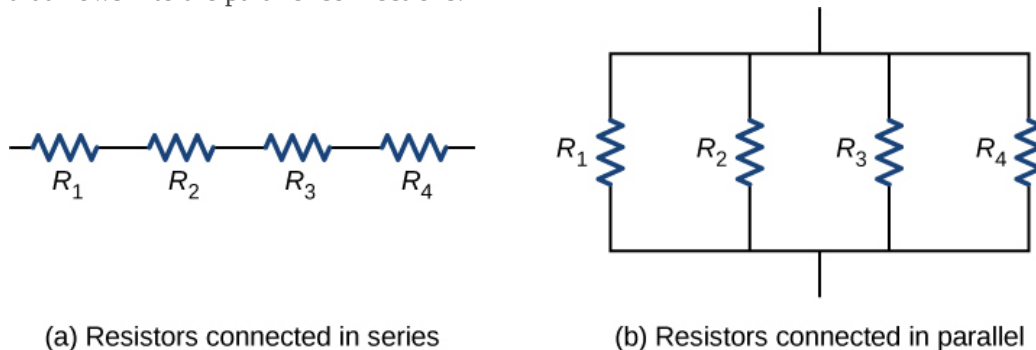 R1 R2 R3 R4
R1 R2 R3 R4
(a) Resistors connected in series
(b) Resistors connected in parallel